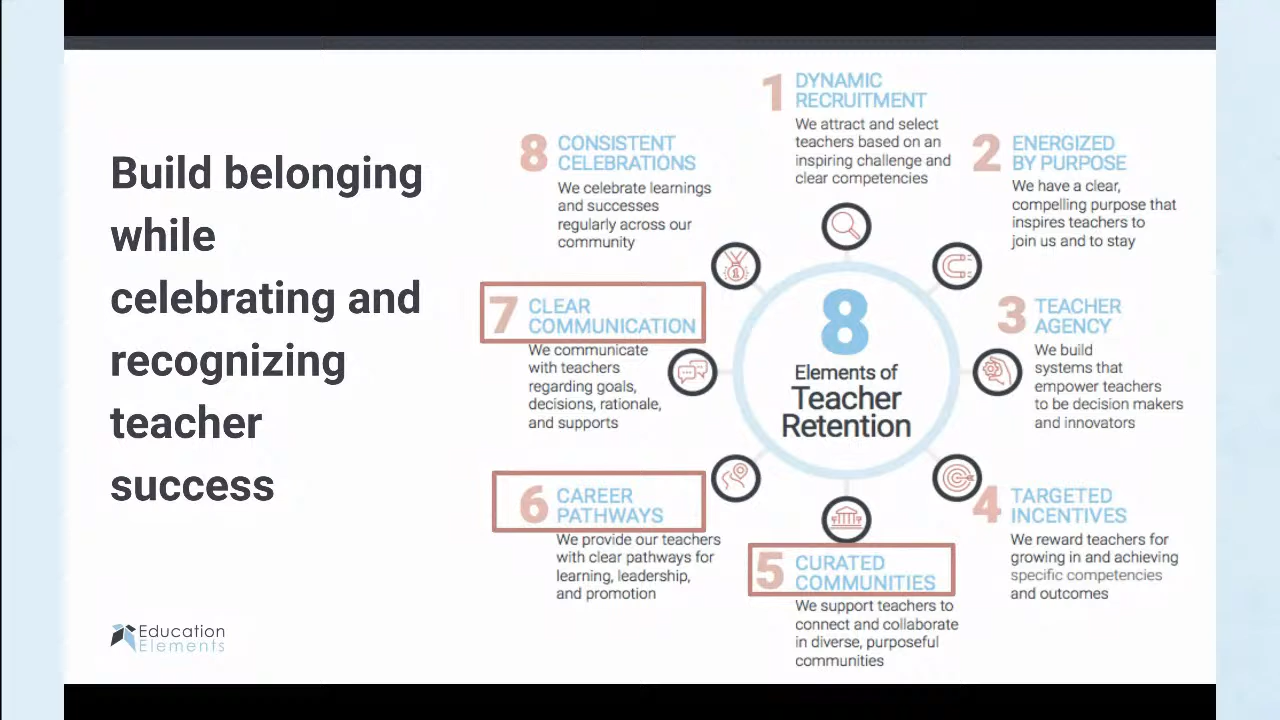 Build belonging
while
celebrating and
recognizing
teacher
success
1 DYNAMIC
RECRUITMENT
We attract and select
teachers based on an
inspiring challenge and
clear competencies
2 ENERGIZED
BY PURPOSE
We have a clear,
compelling purpose that
inspires teachers to
join us and to stay
3 TEACHER
AGENCY
We build
systems that
empower teachers
to be decision makers
and innovators
4 TARGETED
INCENTIVES
We reward teachers for
growing in and achieving
specific competencies
and outcomes
5 CURATED
COMMUNITIES
We support teachers to
connect and collaborate
in diverse, purposeful
communities
6 CAREER
PATHWAYS
We provide our teachers
with clear pathways for
learning, leadership,
and promotion
7 CLEAR
COMMUNICATION
We communicate
with teachers
regarding goals,
decisions, rationale,
and supports
8 CONSISTENT
CELEBRATIONS
We celebrate learnings
and successes
regularly across our
community
1
8
Elements of
Teacher
Retention
Education
Elements